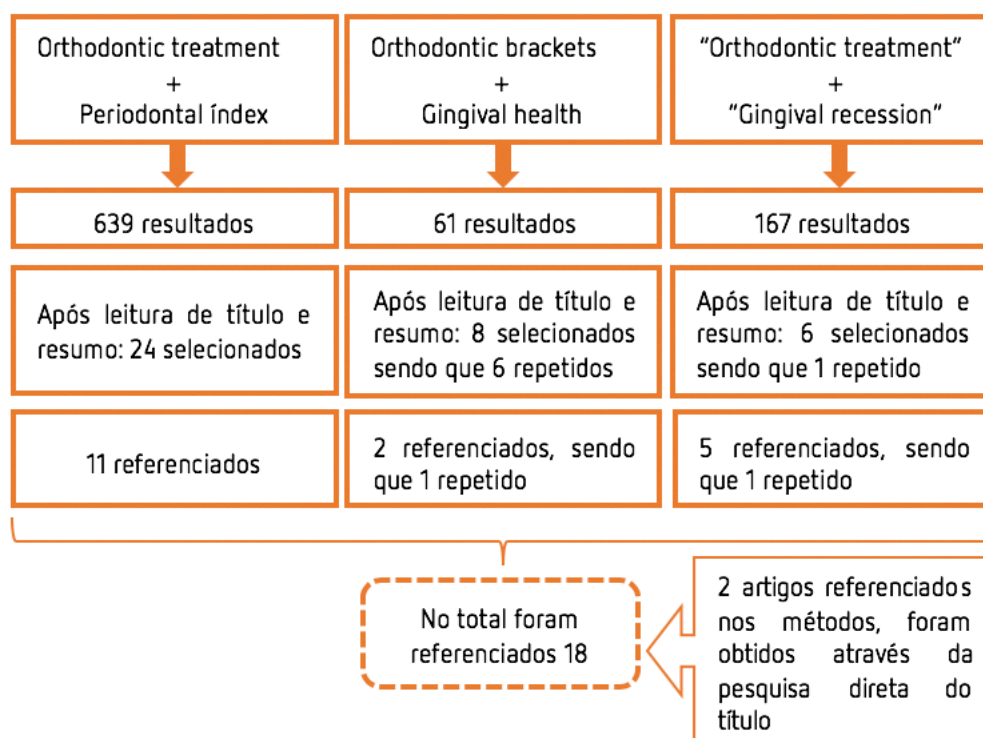 Orthodontic treatment
+
Periodontal índex
Orthodontic brackets
+
Gingival health
“Orthodontic treatment”
+
“Gingival recession”
639 resultados
61 resultados
167 resultados
Após leitura de título e
resumo: 24 selecionados
Após leitura de título e
resumo: 8 selecionados
sendo que 6 repetidos
Após leitura de título e
resumo: 6 selecionados
sendo que 1 repetido
11 referenciados
2 referenciados, sendo
que 1 repetido
5 referenciados, sendo
que 1 repetido
No total foram
referenciados 18
2 artigos referenciados
nos métodos, foram
obtidos através da
pesquisa direta do
título